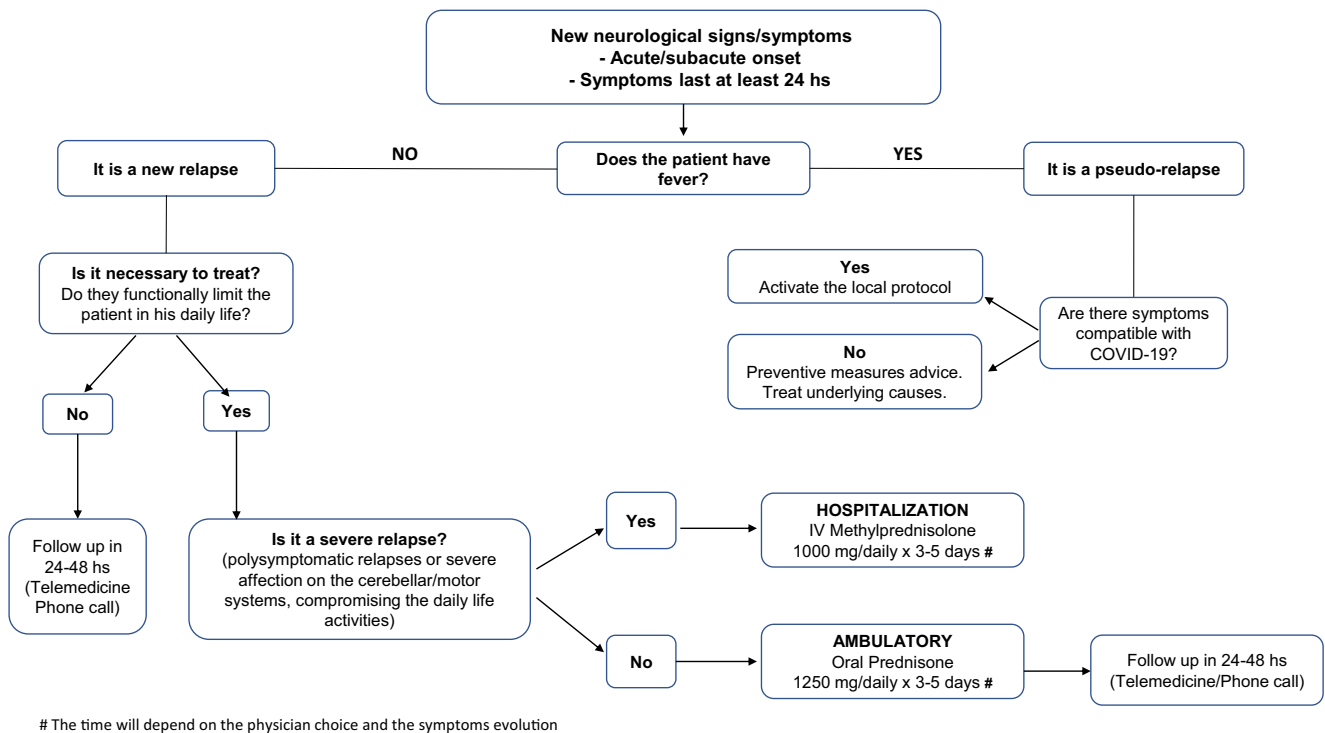 New neurological signs/symptoms
- Acute/subacute onset
- Symptoms last at least 24 hs
It is a new relapse
NO
Does the patient have
fever?
YES
It is a pseudo-relapse
Is it necessary to treat?
Do they functionally limit the
patient in his daily life?
Yes
Activate the local protocol
Are there symptoms
compatible with
COVID-19?
No
Preventive measures advice.
Treat underlying causes.
No
Yes
Follow up in
24-48 hs
(Telemedicine
Phone call)
Is it a severe relapse?
(polysymptomatic relapses or severe
affection on the cerebellar/motor
systems, compromising the daily life
activities)
Yes
HOSPITALIZATION
IV Methylprednisolone
1000 mg/daily x 3-5 days #
No
AMBULATORY
Oral Prednisone
1250 mg/daily x 3-5 days #
Follow up in 24-48 hs
(Telemedicine/Phone call)
# The time will depend on the physician choice and the symptoms evolution